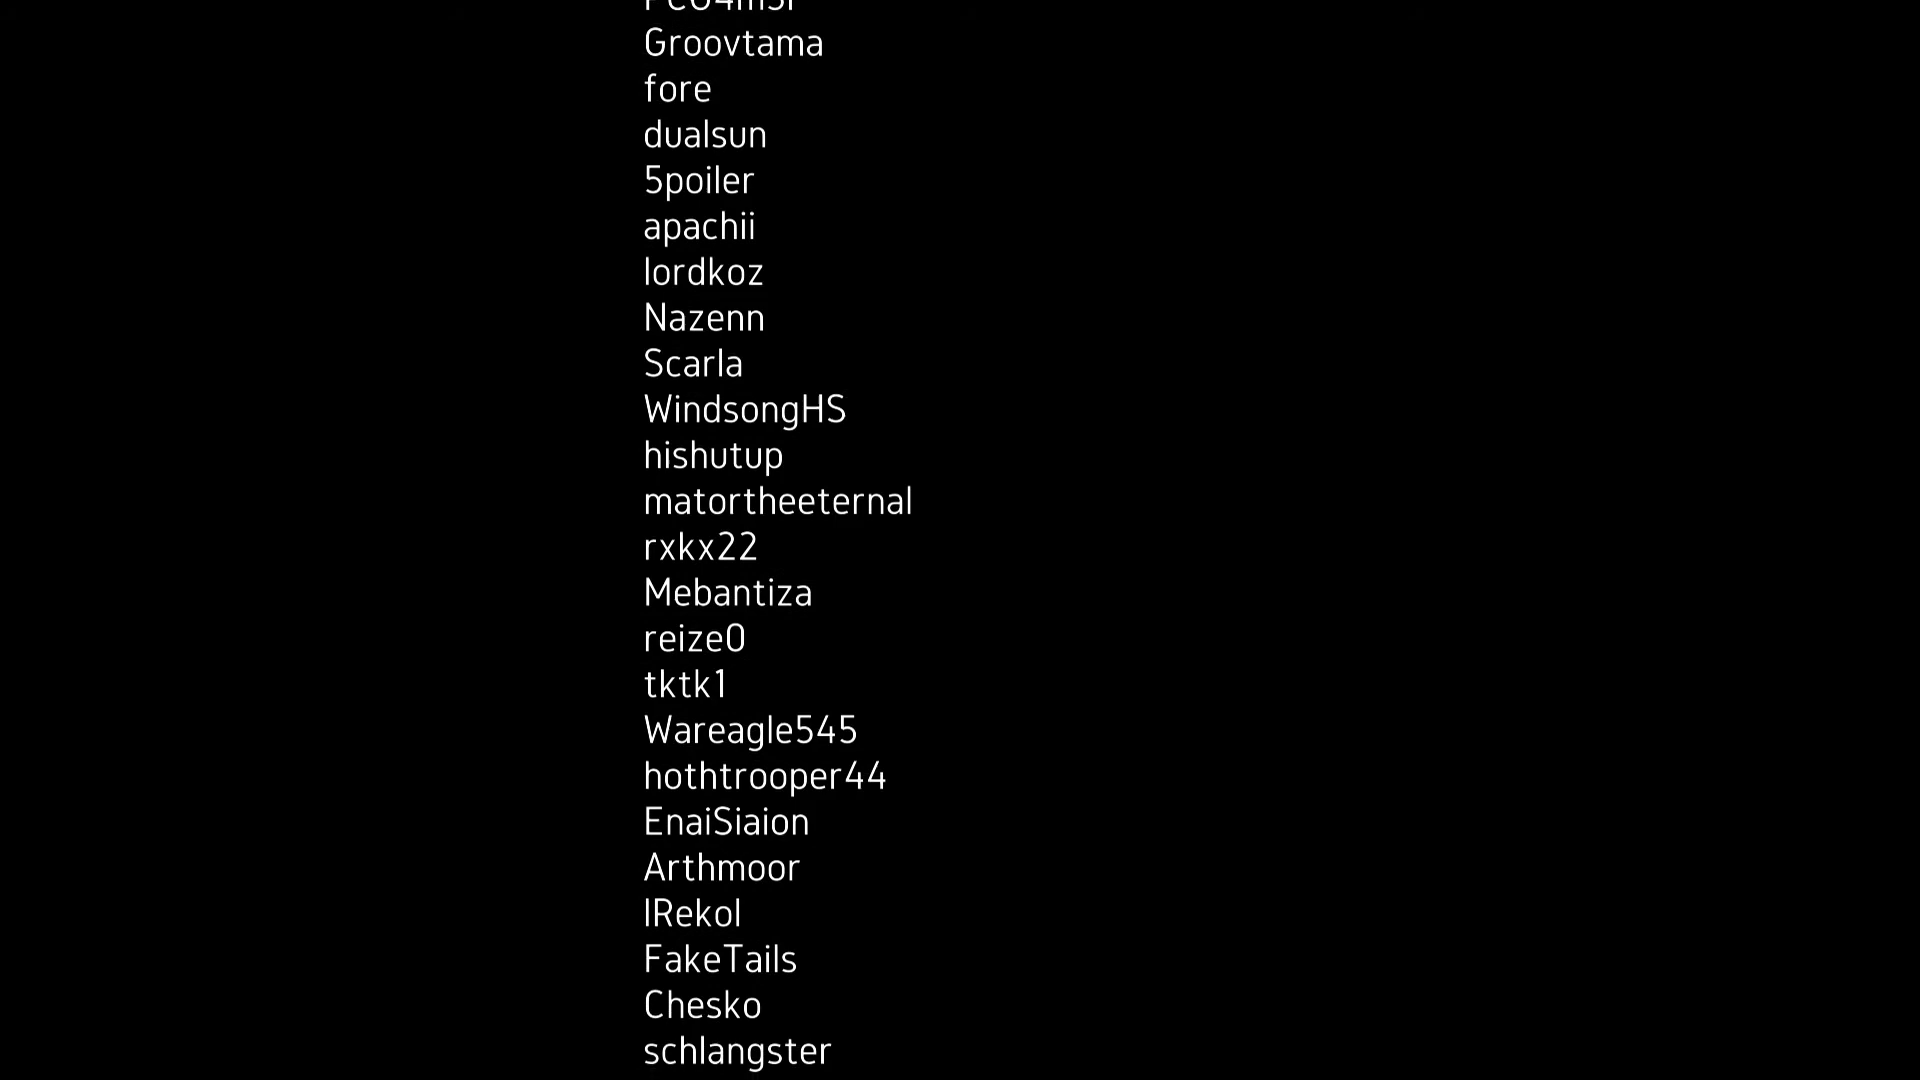 Groovtama
fore
dualsun
5poiler
apachii
lordkoz
Nazenn
Scarla
WindsongHS
hishutup
matortheeternal
rxkx22
Mebantiza
reize0
tktk1
Wareagle545
hothtrooper44
EnaiSiaion
Arthmoor
lRekol
FakeTails
Chesko
schlangster